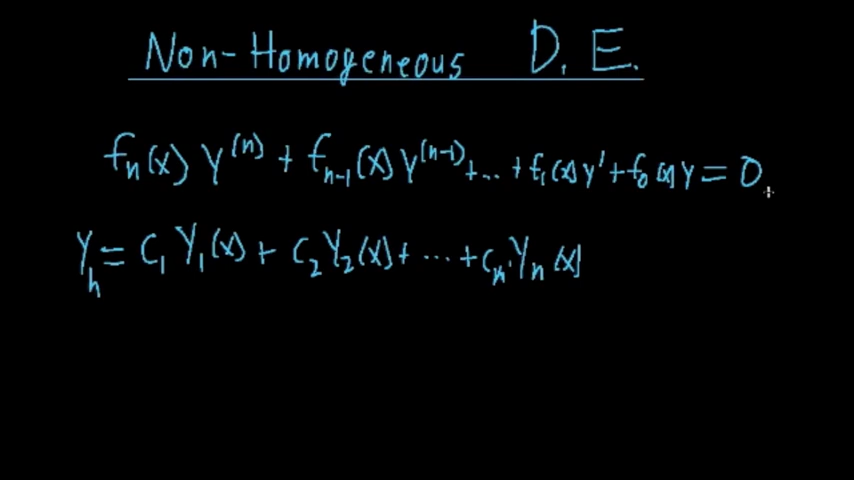 Non-Homogeneous D.E.
fn(x) y^(n) + fn-1(x) y^(n-1) + ... + f1(x) y' + f0(x) y = 0
yh = c1 y1(x) + c2 y2(x) + ... + cn·yn(x)